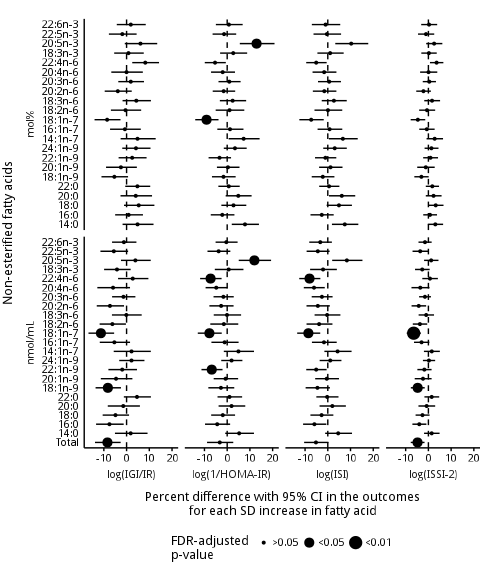 Non-esterified fatty acids
mol%
22:6n-3
22:5n-3
20:5n-3
18:3n-3
22:4n-6
20:4n-6
20:3n-6
20:2n-6
18:3n-6
18:2n-6
18:1n-7
16:1n-7
14:1n-7
24:1n-9
22:1n-9
20:1n-9
18:1n-9
22:0
20:0
18:0
16:0
14:0
nmol/mL
22:6n-3
22:5n-3
20:5n-3
18:3n-3
22:4n-6
20:4n-6
20:3n-6
20:2n-6
18:3n-6
18:2n-6
18:1n-7
16:1n-7
14:1n-7
24:1n-9
22:1n-9
20:1n-9
18:1n-9
22:0
20:0
18:0
16:0
14:0
Total
-10 0 10 20 -10 0 10 20 -10 0 10 20 -10 0 10 20
log(IGI/IR) log(1/HOMA-IR) log(ISI) log(ISSI-2)
Percent difference with 95% CI in the outcomes
for each SD increase in fatty acid
FDR-adjusted
p-value
>0.05 <0.05 <0.01